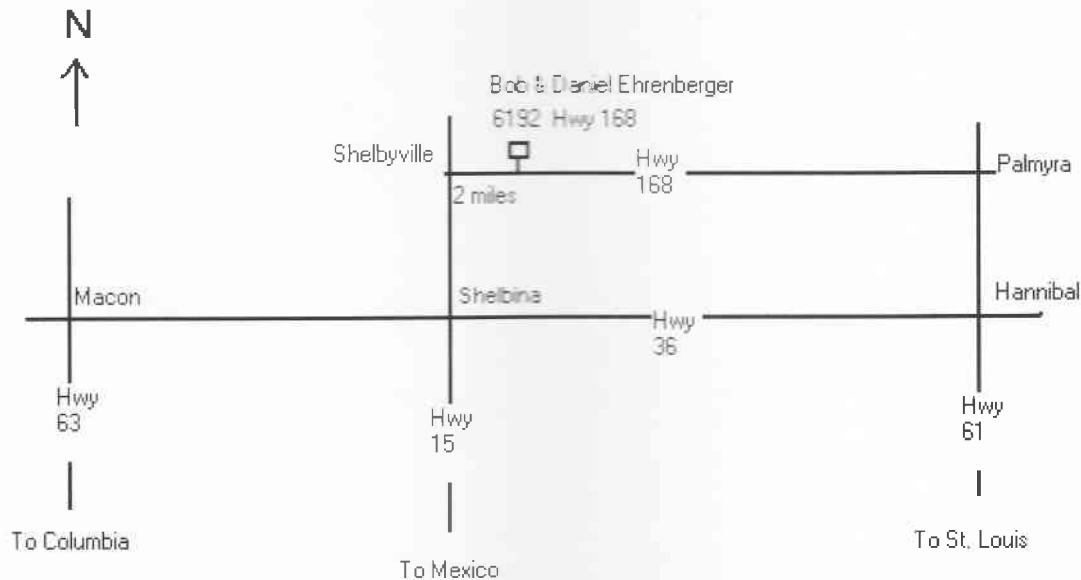 N
Bob & Daniel Ehrenberger
6192 Hwy 168
Shelbyville
Hwy
168
Palmyra
2 miles
Macon
Shelbina
Hannibal
Hwy
36
Hwy
63
Hwy
15
Hwy
61
To Columbia
To Mexico
To St. Louis